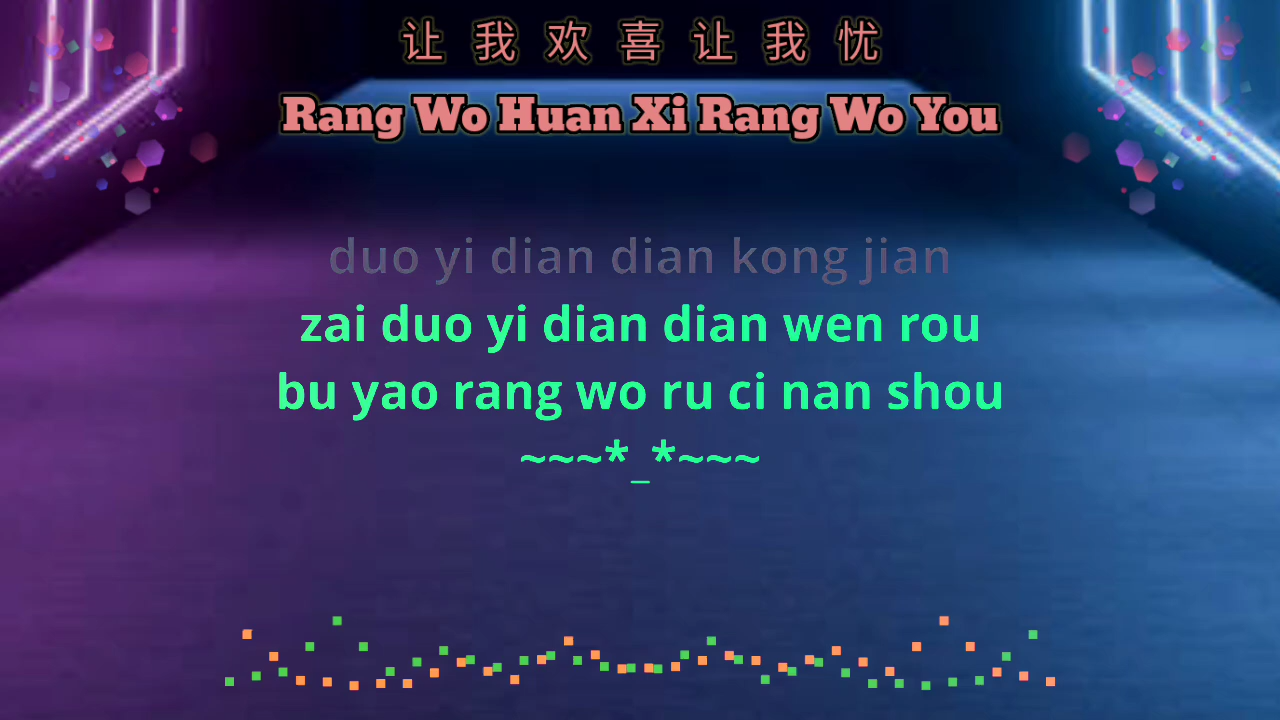 让我欢喜让我忧
Rang Wo Huan Xi Rang Wo You
duo yi dian dian kong jian
zai duo yi dian dian wen rou
bu yao rang wo ru ci nan shou
~~~*_*~~~